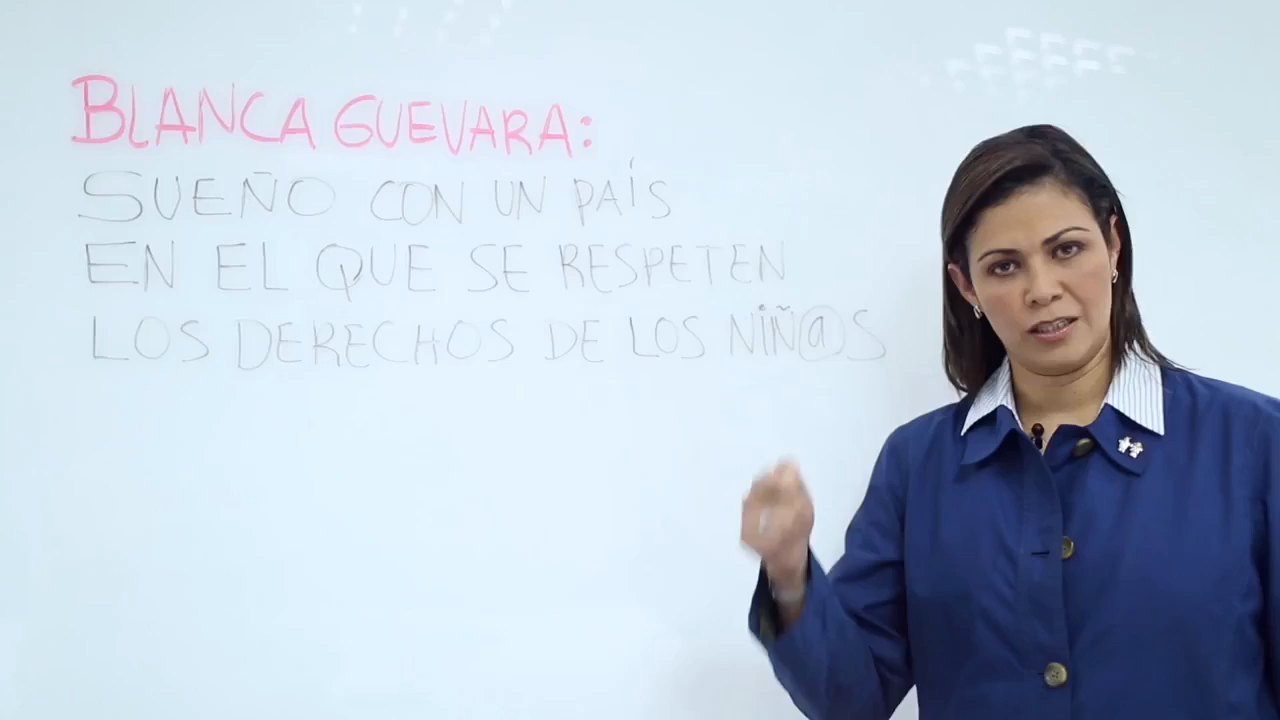 BLANCA GUEVARA:
SUEÑO CON UN PAÍS
EN EL QUE SE RESPETEN
LOS DERECHOS DE LOS NIÑ@S